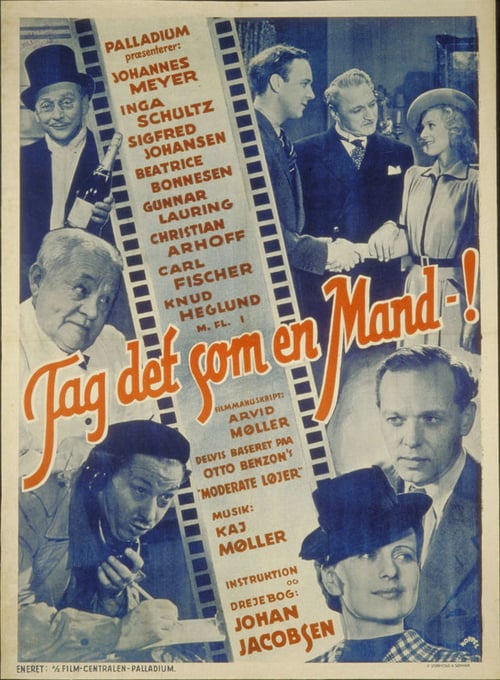 PALLADIUM
præsenterer:
JOHANNES
MEYER
INGA
SCHULTZ
SIGFRED
JOHANSEN
BEATRICE
BONNESEN
GUNNAR
LAURING
CHRISTIAN
ARHOFF
CARL
FISCHER
KNUD
HEGLUND
M. FL. I
Tag det som en Mand-!
FILMMANUSKRIPT:
ARVID
MØLLER
DELVIS BASERET PAA
OTTO BENZON'S
"MODERATE LØJER"
MUSIK:
KAJ
MØLLER
INSTRUKTION
OG
DREJEBOG:
JOHAN
JACOBSEN
ENERET: A/S FILM-CENTRALEN-PALLADIUM.